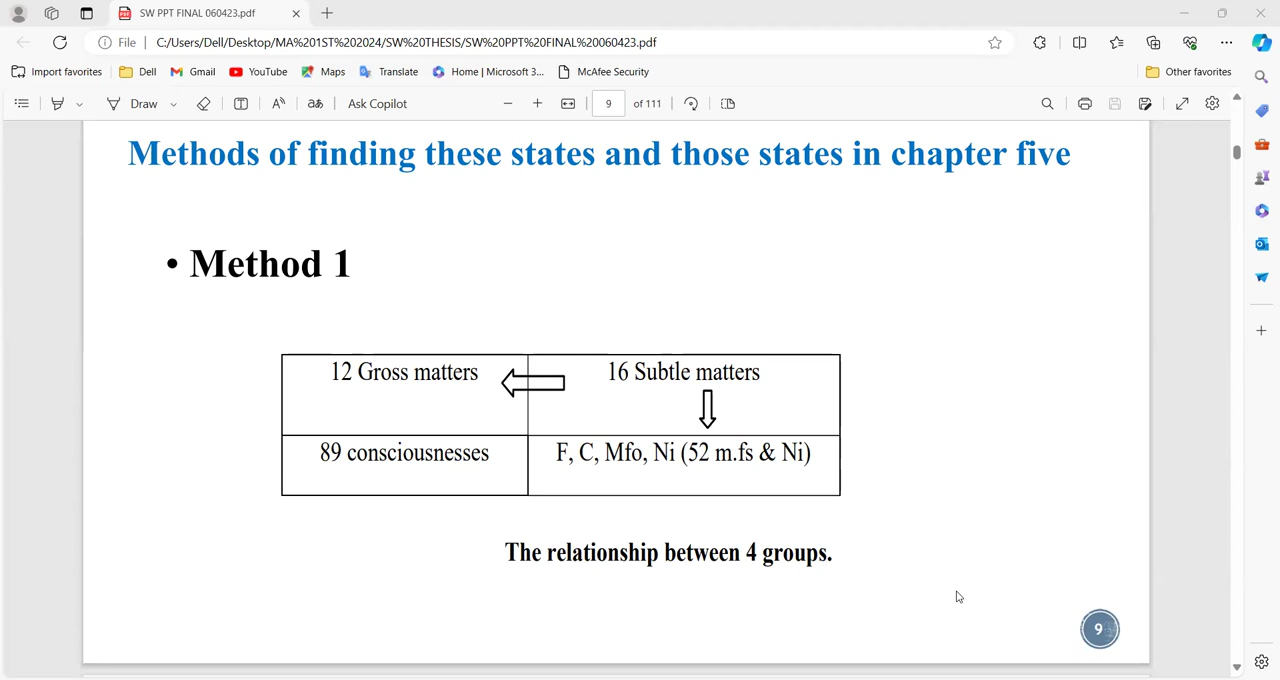 SW PPT FINAL 060423.pdf
File C:/Users/Dell/Desktop/MA%201ST%202024/SW%20THESIS/SW%20PPT%20FINAL%20060423.pdf
Import favorites Dell Gmail YouTube Maps Translate Home | Microsoft 3... McAfee Security Other favorites
Draw aあ Ask Copilot 9 of 111
Methods of finding these states and those states in chapter five
• Method 1
12 Gross matters 16 Subtle matters
89 consciousnesses F, C, Mfo, Ni (52 m.fs & Ni)
The relationship between 4 groups.
9